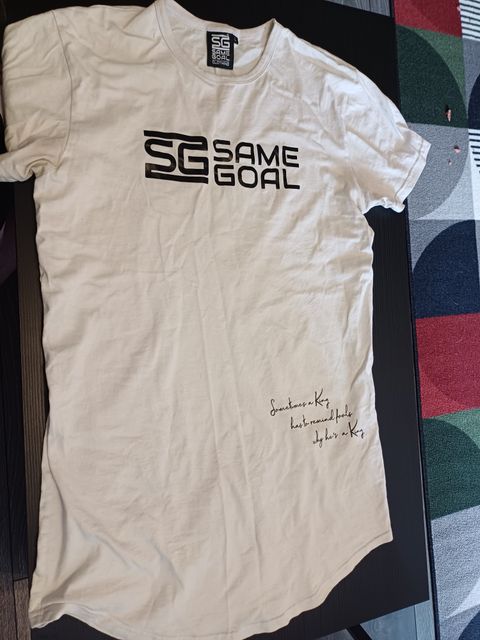 SG
SAME
GOAL
SG SAME
GOAL
Sometimes a King
has to remind fools
why he's a King